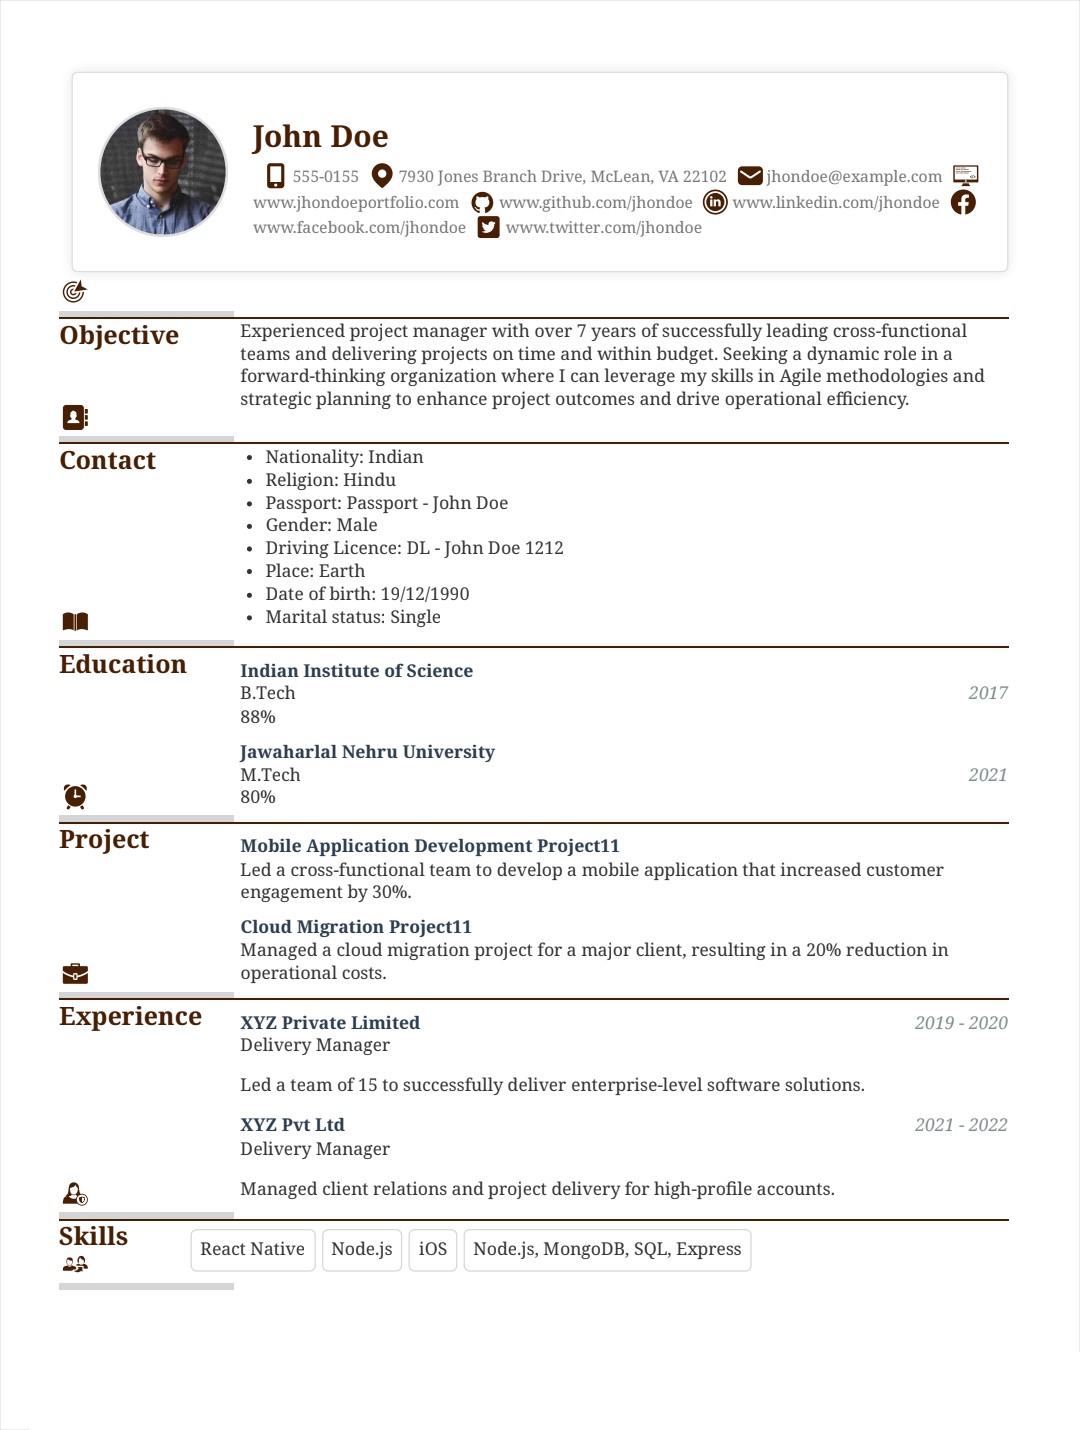 John Doe
555-0155 7930 Jones Branch Drive, McLean, VA 22102 jhondoe@example.com
www.jhondoeportfolio.com www.github.com/jhondoe www.linkedin.com/jhondoe
www.facebook.com/jhondoe www.twitter.com/jhondoe
Objective
Experienced project manager with over 7 years of successfully leading cross-functional
teams and delivering projects on time and within budget. Seeking a dynamic role in a
forward-thinking organization where I can leverage my skills in Agile methodologies and
strategic planning to enhance project outcomes and drive operational efficiency.
Contact
• Nationality: Indian
• Religion: Hindu
• Passport: Passport - John Doe
• Gender: Male
• Driving Licence: DL - John Doe 1212
• Place: Earth
• Date of birth: 19/12/1990
• Marital status: Single
Education
Indian Institute of Science
B.Tech 2017
88%
Jawaharlal Nehru University
M.Tech 2021
80%
Project
Mobile Application Development Project11
Led a cross-functional team to develop a mobile application that increased customer
engagement by 30%.
Cloud Migration Project11
Managed a cloud migration project for a major client, resulting in a 20% reduction in
operational costs.
Experience
XYZ Private Limited 2019 - 2020
Delivery Manager
Led a team of 15 to successfully deliver enterprise-level software solutions.
XYZ Pvt Ltd 2021 - 2022
Delivery Manager
Managed client relations and project delivery for high-profile accounts.
Skills
React Native Node.js iOS Node.js, MongoDB, SQL, Express